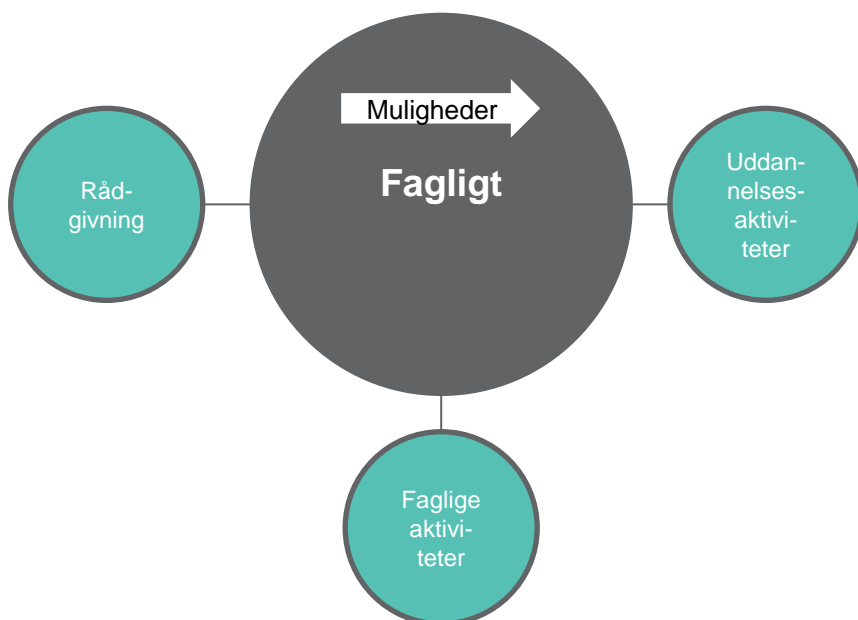 Muligheder
Fagligt
Råd-
givning
Uddan-
nelses-
aktivi-
teter
Faglige
aktivi-
teter